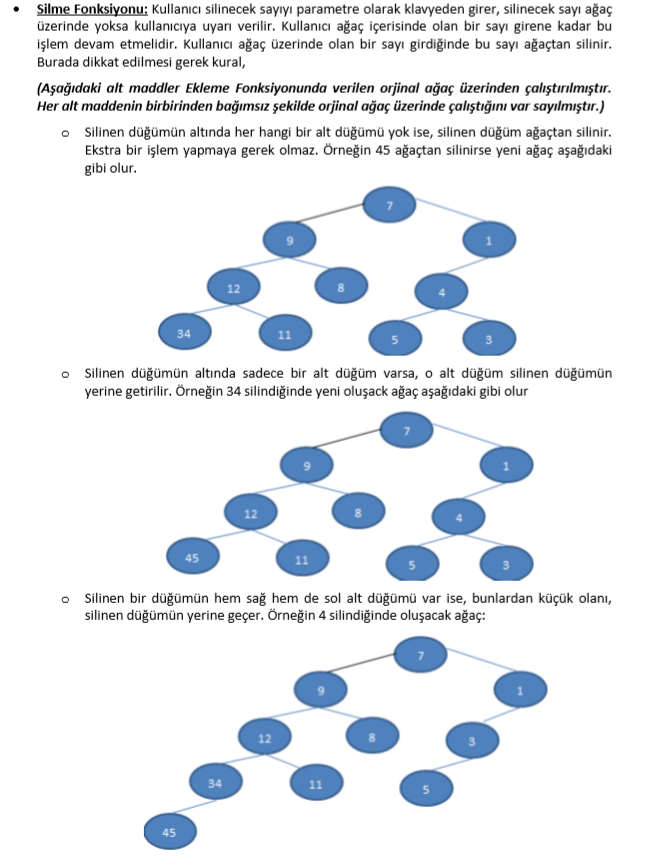 • Silme Fonksiyonu: Kullanıcı silinecek sayıyı parametre olarak klavyeden girer, silinecek sayı ağaç
üzerinde yoksa kullanıcıya uyarı verilir. Kullanıcı ağaç içerisinde olan bir sayı girene kadar bu
işlem devam etmelidir. Kullanıcı ağaç üzerinde olan bir sayı girdiğinde bu sayı ağaçtan silinir.
Burada dikkat edilmesi gerek kural,
(Aşağıdaki alt maddler Ekleme Fonksiyonunda verilen orjinal ağaç üzerinden çalıştırılmıştır.
Her alt maddenin birbirinden bağımsız şekilde orjinal ağaç üzerinde çalıştığını var sayılmıştır.)
o Silinen düğümün altında her hangi bir alt düğümü yok ise, silinen düğüm ağaçtan silinir.
Ekstra bir işlem yapmaya gerek olmaz. Örneğin 45 ağaçtan silinirse yeni ağaç aşağıdaki
gibi olur.
7
9 1
12 8 4
34 11 5 3
o Silinen düğümün altında sadece bir alt düğüm varsa, o alt düğüm silinen düğümün
yerine getirilir. Örneğin 34 silindiğinde yeni oluşack ağaç aşağıdaki gibi olur
7
9 1
12 8 4
45 11 5 3
o Silinen bir düğümün hem sağ hem de sol alt düğümü var ise, bunlardan küçük olanı,
silinen düğümün yerine geçer. Örneğin 4 silindiğinde oluşacak ağaç:
7
9 1
12 8 3
34 11 5
45